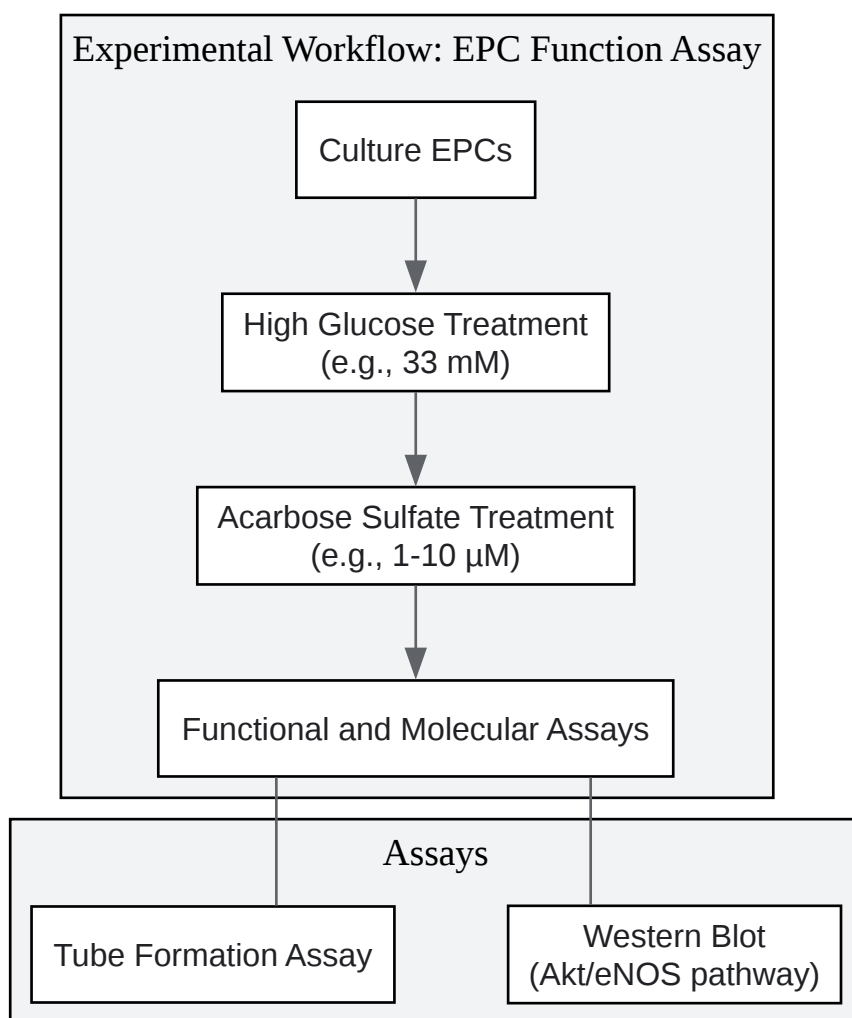 Experimental Workflow: EPC Function Assay
Culture EPCs
High Glucose Treatment
(e.g., 33 mM)
Acarbose Sulfate Treatment
(e.g., 1-10 µM)
Functional and Molecular Assays
Assays
Tube Formation Assay
Western Blot
(Akt/eNOS pathway)